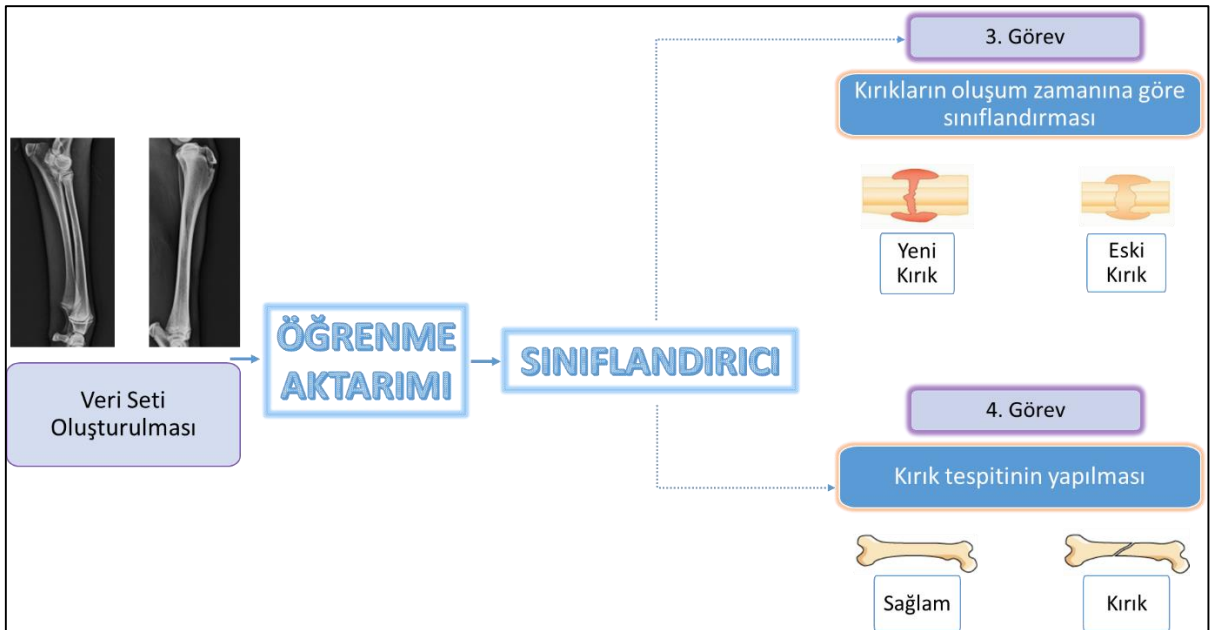 Veri Seti
Oluşturulması
ÖĞRENME
AKTARIMI
SINIFLANDIRICI
3. Görev
Kırıkların oluşum zamanına göre
sınıflandırması
Yeni
Kırık
Eski
Kırık
4. Görev
Kırık tespitinin yapılması
Sağlam
Kırık